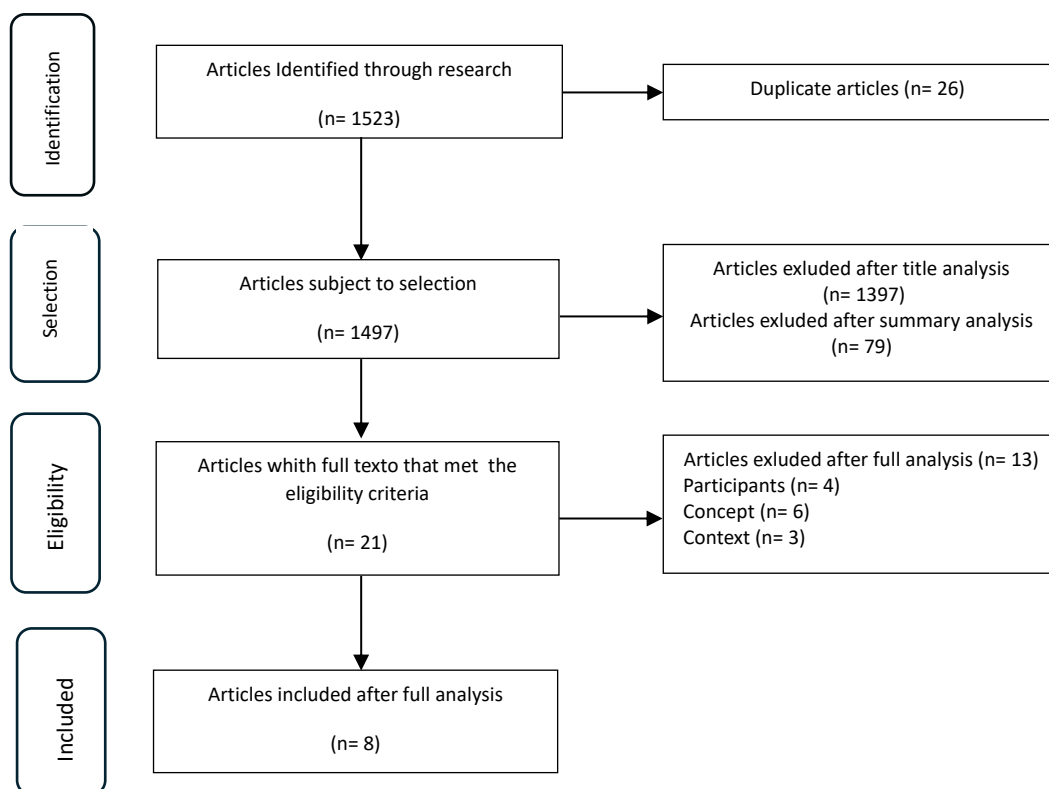 Identification
Articles Identified through research
(n= 1523)
Duplicate articles (n= 26)
Selection
Articles subject to selection
(n= 1497)
Articles exluded after title analysis
(n= 1397)
Articles exluded after summary analysis
(n= 79)
Eligibility
Articles whith full texto that met the
eligibility criteria
(n= 21)
Articles exluded after full analysis (n= 13)
Participants (n= 4)
Concept (n= 6)
Context (n= 3)
Included
Articles included after full analysis
(n= 8)